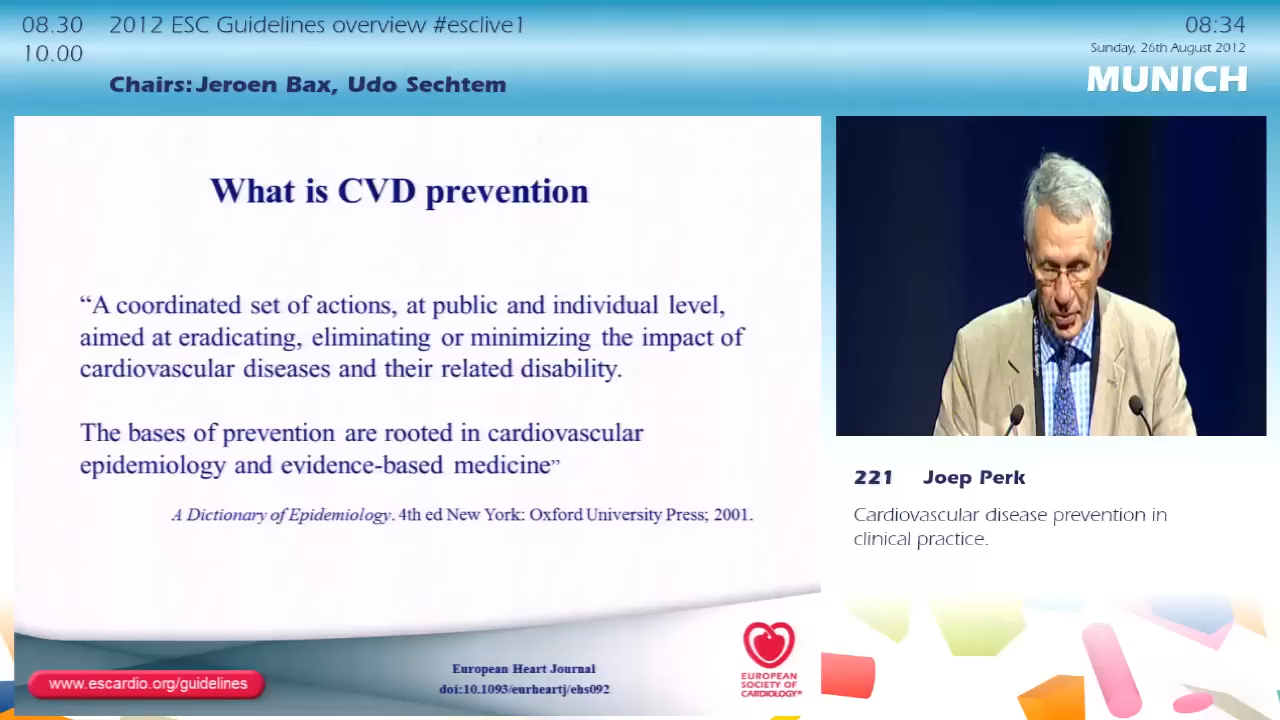 08.30 2012 ESC Guidelines overview #esclive1
10.00
Chairs: Jeroen Bax, Udo Sechtem
08:34
Sunday, 26th August 2012
MUNICH
What is CVD prevention
“A coordinated set of actions, at public and individual level,
aimed at eradicating, eliminating or minimizing the impact of
cardiovascular diseases and their related disability.
The bases of prevention are rooted in cardiovascular
epidemiology and evidence-based medicine”
A Dictionary of Epidemiology. 4th ed New York: Oxford University Press; 2001.
www.escardio.org/guidelines
European Heart Journal
doi:10.1093/eurheartj/ehs092
EUROPEAN
SOCIETY OF
CARDIOLOGY®
221 Joep Perk
Cardiovascular disease prevention in
clinical practice.